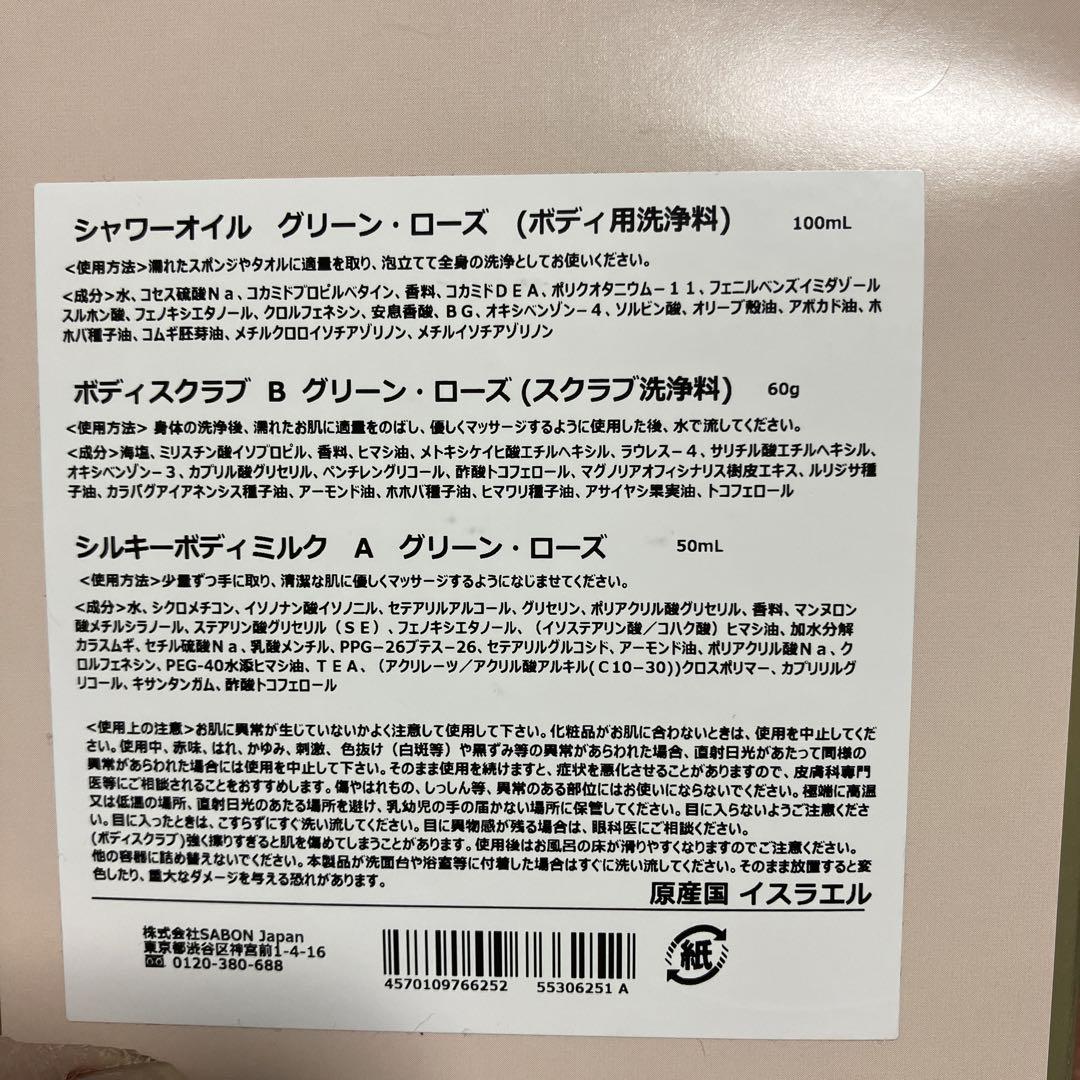 シャワーオイル グリーン・ローズ (ボディ用洗浄料) 100mL
<使用方法>濡れたスポンジやタオルに適量を取り、泡立てて全身の洗浄としてお使いください。
<成分>水、コセス硫酸Na、コカミドプロピルベタイン、香料、コカミドDEA、ポリクオタニウム－11、フェニルベンズイミダゾール
スルホン酸、フェノキシエタノール、クロルフェネシン、安息香酸、BG、オキシベンゾン－4、ソルビン酸、オリーブ殻油、アボカド油、ホ
ホバ種子油、コムギ胚芽油、メチルクロロイソチアゾリノン、メチルイソチアゾリノン
ボディスクラブ B グリーン・ローズ (スクラブ洗浄料) 60g
<使用方法> 身体の洗浄後、濡れたお肌に適量をのばし、優しくマッサージするように使用した後、水で流してください。
<成分>海塩、ミリスチン酸イソプロピル、香料、ヒマシ油、メトキシケイヒ酸エチルヘキシル、ラウレス－4、サリチル酸エチルヘキシル、
オキシベンゾン－3、カプリル酸グリセリル、ペンチレングリコール、酢酸トコフェロール、マグノリアオフィシナリス樹皮エキス、ルリジサ種
子油、カラパグアイアネンシス種子油、アーモンド油、ホホバ種子油、ヒマワリ種子油、アサイヤシ果実油、トコフェロール
シルキーボディミルク A グリーン・ローズ 50mL
<使用方法>少量ずつ手に取り、清潔な肌に優しくマッサージするようになじませてください。
<成分>水、シクロメチコン、イソノナン酸イソノニル、セテアリルアルコール、グリセリン、ポリアクリル酸グリセリル、香料、マンヌロン
酸メチルシラノール、ステアリン酸グリセリル（SE）、フェノキシエタノール、（イソステアリン酸／コハク酸）ヒマシ油、加水分解
カラスムギ、セチル硫酸Na、乳酸メンチル、PPG-26ブテス－26、セテアリルグルコシド、アーモンド油、ポリアクリル酸Na、ク
ロルフェネシン、PEG-40水添ヒマシ油、TEA、（アクリレーツ／アクリル酸アルキル(C10－30))クロスポリマー、カプリリルグ
リコール、キサンタンガム、酢酸トコフェロール
<使用上の注意>お肌に異常が生じていないかよく注意して使用して下さい。化粧品がお肌に合わないときは、使用を中止してくだ
さい。使用中、赤味、はれ、かゆみ、刺激、色抜け（白斑等）や黒ずみ等の異常があらわれた場合、直射日光があたって同様の
異常があらわれた場合には使用を中止して下さい。そのまま使用を続けますと、症状を悪化させることがありますので、皮膚科専門
医等にご相談されることをおすすめします。傷やはれもの、しっしん等、異常のある部位にはお使いにならないでください。極端に高温
又は低温の場所、直射日光のあたる場所を避け、乳幼児の手の届かない場所に保管してください。目に入らないようご注意くださ
い。目に入ったときは、こすらずにすぐ洗い流してください。目に異物感が残る場合は、眼科医にご相談ください。
(ボディスクラブ)強く擦りすぎると肌を傷めてしまうことがあります。使用後はお風呂の床が滑りやすくなりますのでご注意ください。
他の容器に詰め替えないでください。本製品が洗面台や浴室等に付着した場合はすぐに洗い流してください。そのまま放置すると変
色したり、重大なダメージを与える恐れがあります。
原産国 イスラエル
株式会社SABON Japan
東京都渋谷区神宮前1-4-16
0120-380-688
4570109766252 55306251 A
紙